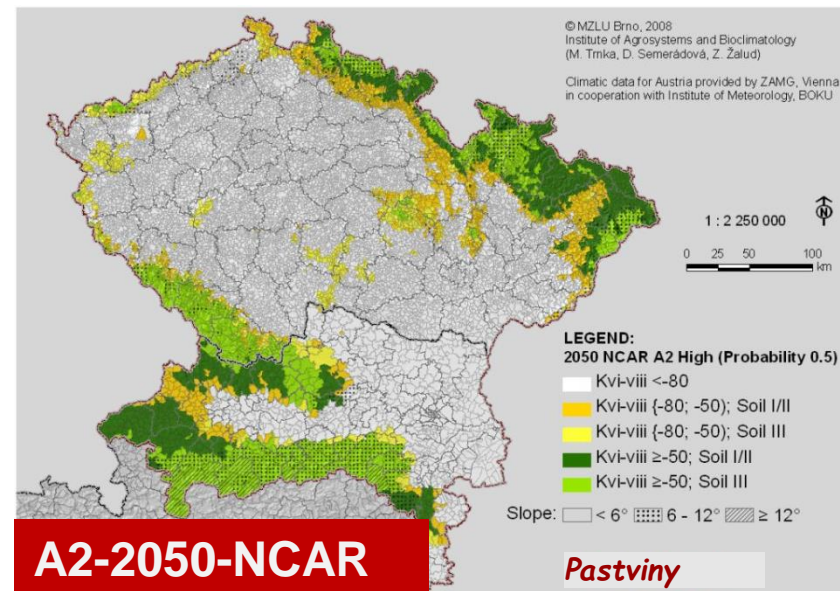 © MZLU Brno, 2008
Institute of Agrosystems and Bioclimatology
(M. Trnka, D. Semerádová, Z. Žalud)
Climatic data for Austria provided by ZAMG, Vienna
in cooperation with Institute of Meteorology, BOKU
N
1 : 2 250 000
0 25 50 100
km
LEGEND:
2050 NCAR A2 High (Probability 0.5)
Kvi-viii <-80
Kvi-viii {-80; -50); Soil I/II
Kvi-viii {-80; -50); Soil III
Kvi-viii ≥-50; Soil I/II
Kvi-viii ≥-50; Soil III
Slope: < 6° 6 - 12° ≥ 12°
A2-2050-NCAR
Pastviny